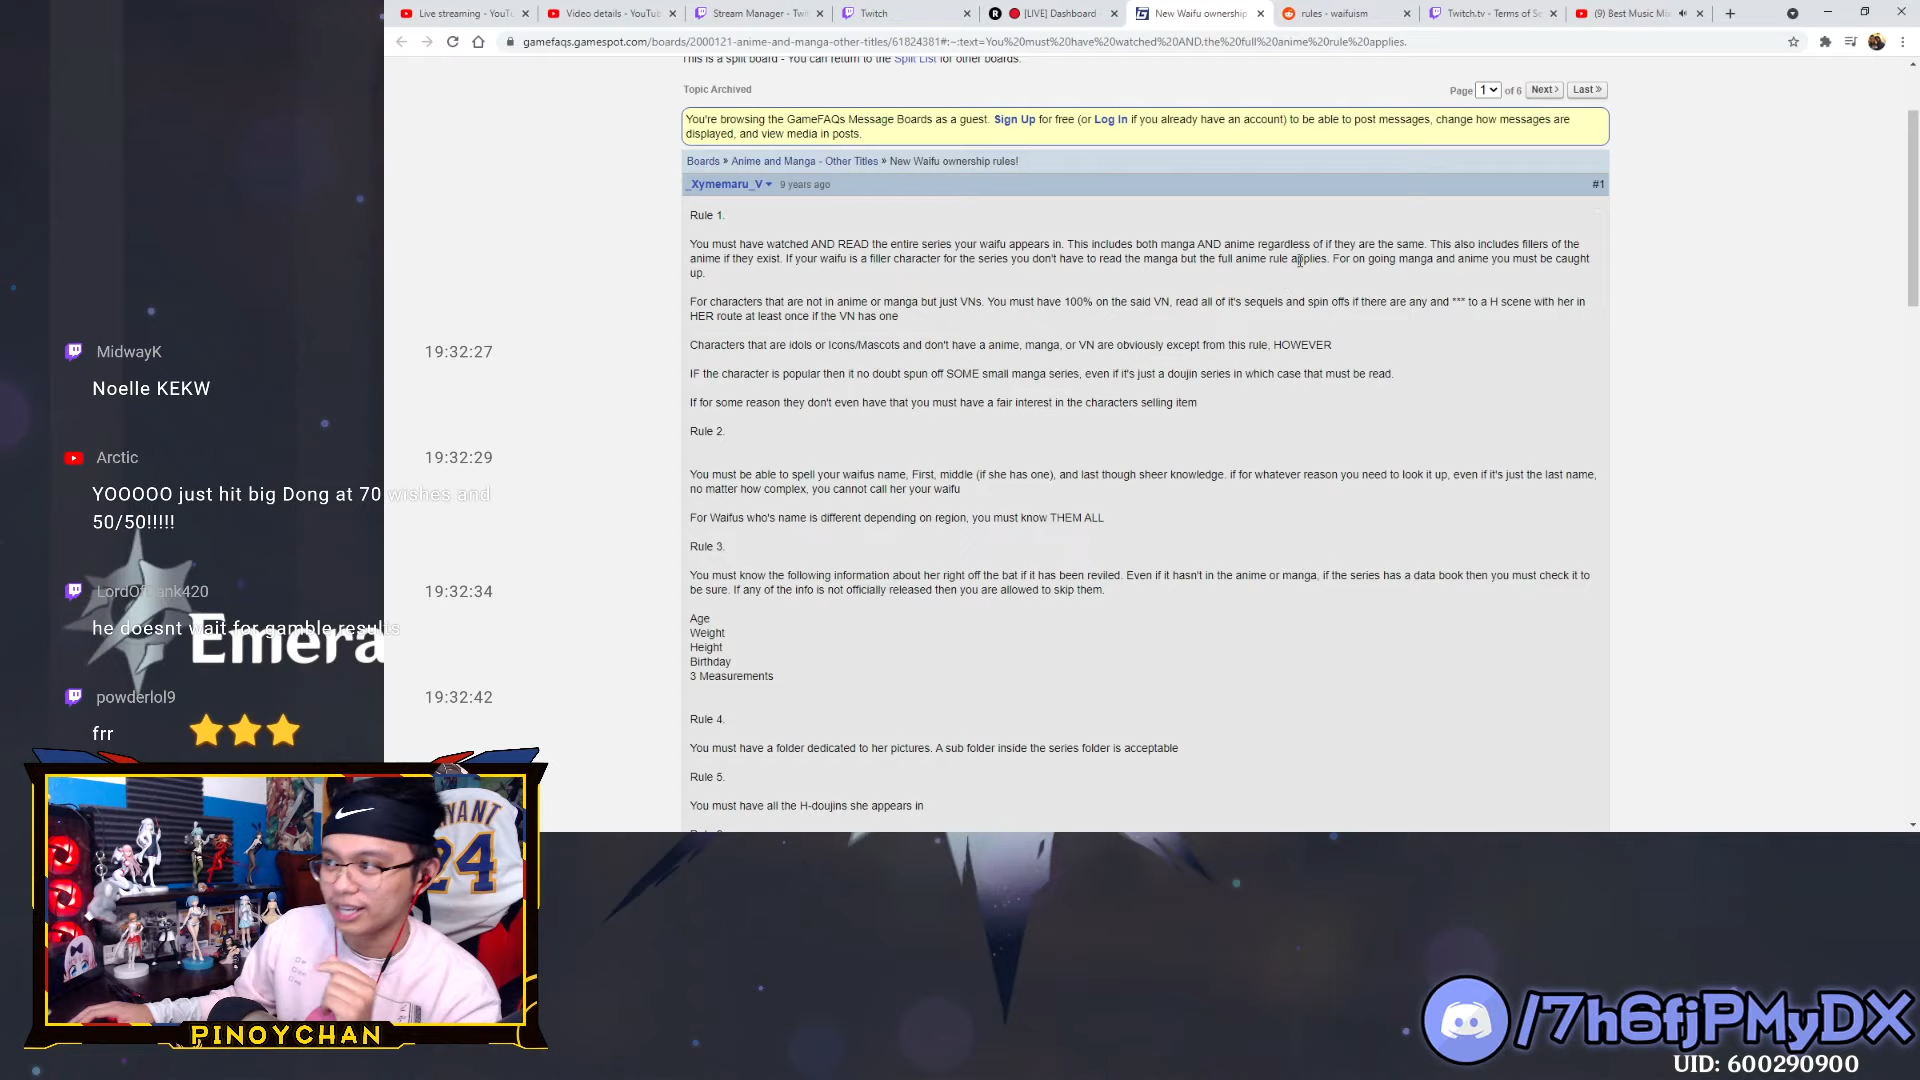 Live streaming - YouTu
Video details - YouTub
Stream Manager - Twi
Twitch
[LIVE] Dashboard
New Waifu ownership
rules - waifuism
Twitch.tv - Terms of Se
(9) Best Music Mi
gamefaqs.gamespot.com/boards/2000121-anime-and-manga-other-titles/61824381#:~:text=You%20must%20have%20watched%20AND,the%20full%20anime%20rule%20applies.
This is a split board - You can return to the Split List for other boards.
Topic Archived
Page 1 of 6 Next> Last»
You're browsing the GameFAQs Message Boards as a guest. Sign Up for free (or Log In if you already have an account) to be able to post messages, change how messages are
displayed, and view media in posts.
Boards » Anime and Manga - Other Titles » New Waifu ownership rules!
_Xymemaru_V 9 years ago #1
Rule 1.
You must have watched AND READ the entire series your waifu appears in. This includes both manga AND anime regardless of if they are the same. This also includes fillers of the
anime if they exist. If your waifu is a filler character for the series you don't have to read the manga but the full anime rule applies. For on going manga and anime you must be caught
up.
For characters that are not in anime or manga but just VNs. You must have 100% on the said VN, read all of it's sequels and spin offs if there are any and *** to a H scene with her in
HER route at least once if the VN has one
Characters that are idols or Icons/Mascots and don't have a anime, manga, or VN are obviously except from this rule, HOWEVER
IF the character is popular then it no doubt spun off SOME small manga series, even if it's just a doujin series in which case that must be read.
If for some reason they don't even have that you must have a fair interest in the characters selling item
Rule 2.
You must be able to spell your waifus name, First, middle (if she has one), and last though sheer knowledge. if for whatever reason you need to look it up, even if it's just the last name,
no matter how complex, you cannot call her your waifu
For Waifus who's name is different depending on region, you must know THEM ALL
Rule 3.
You must know the following information about her right off the bat if it has been reviled. Even if it hasn't in the anime or manga, if the series has a data book then you must check it to
be sure. If any of the info is not officially released then you are allowed to skip them.
Age
Weight
Height
Birthday
3 Measurements
Rule 4.
You must have a folder dedicated to her pictures. A sub folder inside the series folder is acceptable
Rule 5.
You must have all the H-doujins she appears in
MidwayK 19:32:27
Noelle KEKW
Arctic 19:32:29
YOOOOO just hit big Dong at 70 wishes and
50/50!!!!!
LordOfDank420 19:32:34
he doesnt wait for gamble results
Emera
powderlol9 19:32:42
frr
BRYANT
24
PINOYCHAN
/7h6fjPMyDX
UID: 600290900